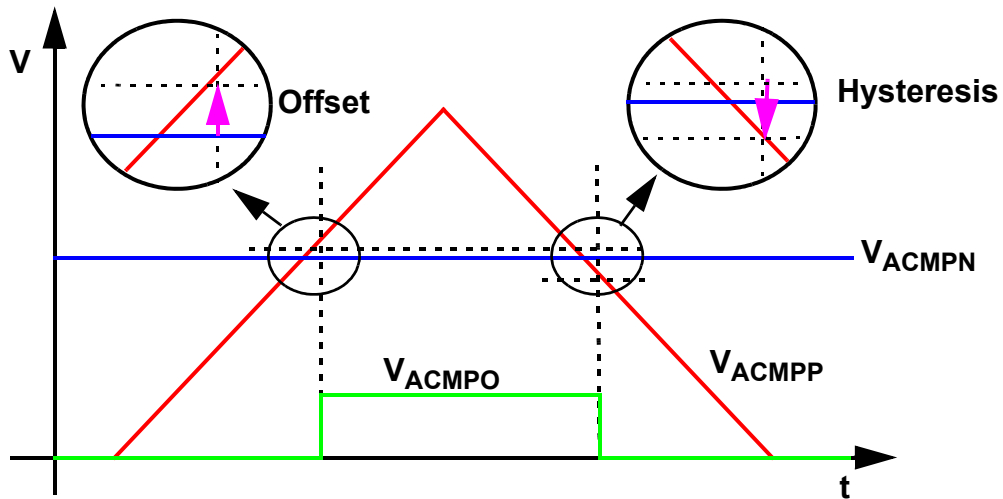 V
Offset
Hysteresis
VACMPN
VACMPO
VACMPP
t